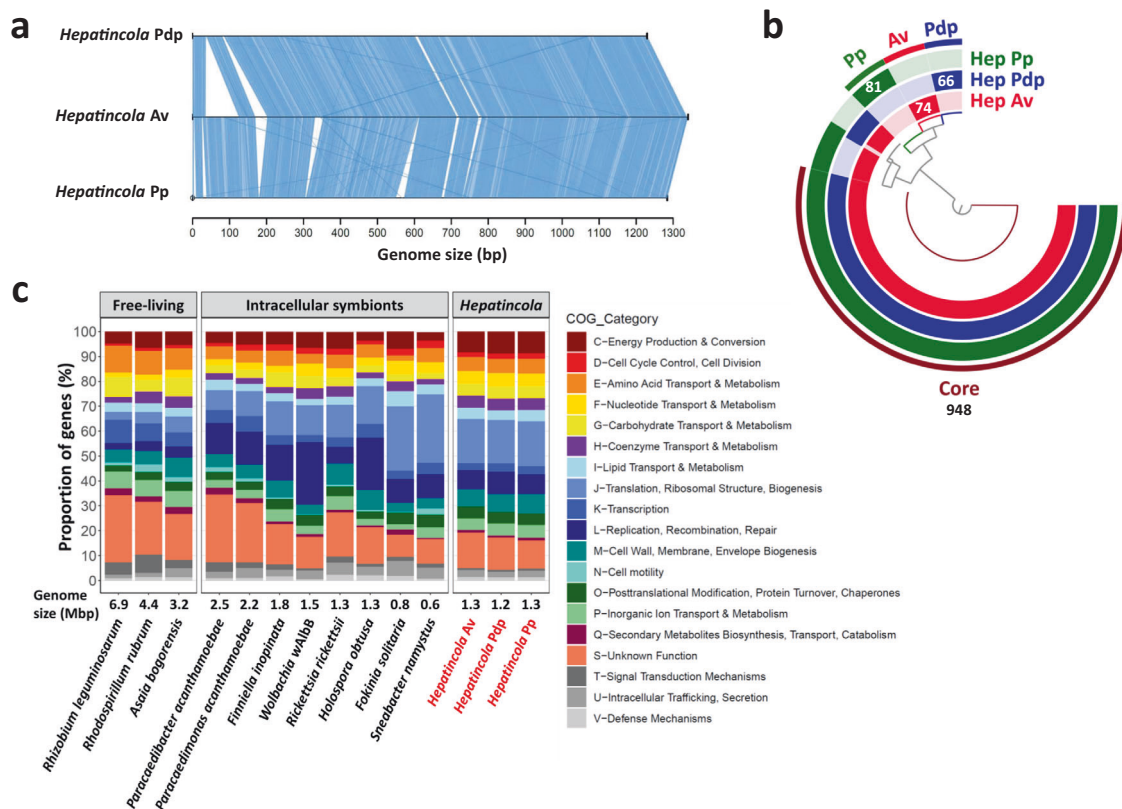 a
Hepatincola Pdp
Hepatincola Av
Hepatincola Pp
0 100 200 300 400 500 600 700 800 900 1000 1100 1200 1300
Genome size (bp)
b
Pp Av Pdp
Hep Pp
Hep Pdp
Hep Av
81
66
74
Core
948
c
Free-living
Intracellular symbionts
Hepatincola
Proportion of genes (%)
100
90
80
70
60
50
40
30
20
10
0
Genome size (Mbp)
6.9 4.4 3.2 2.5 2.2 1.8 1.5 1.3 1.3 0.8 0.6 1.3 1.2 1.3
Rhizobium leguminosarum
Rhodospirillum rubrum
Asaia bogorensis
Paracaedibacter acanthamoebae
Paracaedimonas acanthamoebae
Finniella inopinata
Wolbachia wAlbB
Rickettsia rickettsii
Holospora obtusa
Fokinia solitaria
Sneabacter namystus
Hepatincola Av
Hepatincola Pdp
Hepatincola Pp
COG_Category
C−Energy Production & Conversion
D−Cell Cycle Control, Cell Division
E−Amino Acid Transport & Metabolism
F−Nucleotide Transport & Metabolism
G−Carbohydrate Transport & Metabolism
H−Coenzyme Transport & Metabolism
I−Lipid Transport & Metabolism
J−Translation, Ribosomal Structure, Biogenesis
K−Transcription
L−Replication, Recombination, Repair
M−Cell Wall, Membrane, Envelope Biogenesis
N−Cell motility
O−Posttranslational Modification, Protein Turnover, Chaperones
P−Inorganic Ion Transport & Metabolism
Q−Secondary Metabolites Biosynthesis, Transport, Catabolism
S−Unknown Function
T−Signal Transduction Mechanisms
U−Intracellular Trafficking, Secretion
V−Defense Mechanisms